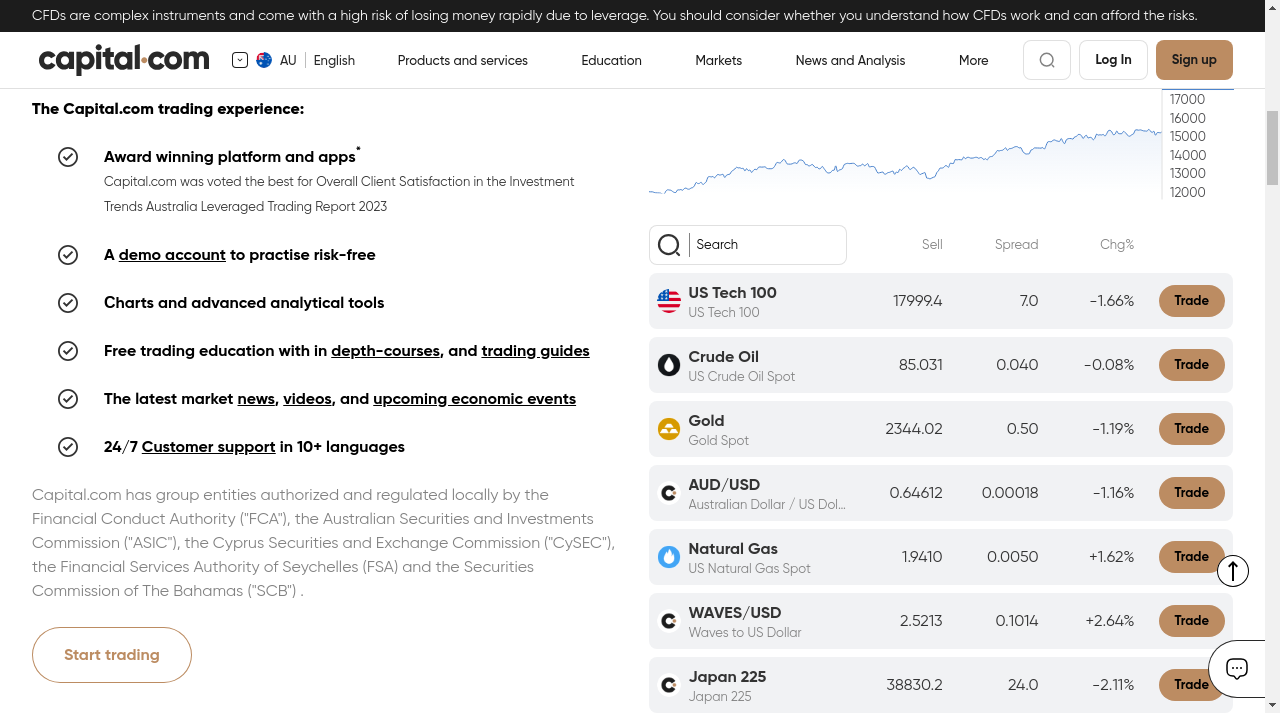 CFDs are complex instruments and come with a high risk of losing money rapidly due to leverage. You should consider whether you understand how CFDs work and can afford the risks.
capital.com
AU
English
Products and services
Education
Markets
News and Analysis
More
Log In
Sign up
The Capital.com trading experience:
Award winning platform and apps*
Capital.com was voted the best for Overall Client Satisfaction in the Investment
Trends Australia Leveraged Trading Report 2023
A demo account to practise risk-free
Charts and advanced analytical tools
Free trading education with in depth-courses, and trading guides
The latest market news, videos, and upcoming economic events
24/7 Customer support in 10+ languages
Capital.com has group entities authorized and regulated locally by the
Financial Conduct Authority ("FCA"), the Australian Securities and Investments
Commission ("ASIC"), the Cyprus Securities and Exchange Commission ("CySEC"),
the Financial Services Authority of Seychelles (FSA) and the Securities
Commission of The Bahamas ("SCB") .
Start trading
17000
16000
15000
14000
13000
12000
Search Sell Spread Chg%
US Tech 100 17999.4 7.0 -1.66% Trade
US Tech 100
Crude Oil 85.031 0.040 -0.08% Trade
US Crude Oil Spot
Gold 2344.02 0.50 -1.19% Trade
Gold Spot
AUD/USD 0.64612 0.00018 -1.16% Trade
Australian Dollar / US Dol...
Natural Gas 1.9410 0.0050 +1.62% Trade
US Natural Gas Spot
WAVES/USD 2.5213 0.1014 +2.64% Trade
Waves to US Dollar
Japan 225 38830.2 24.0 -2.11% Trade
Japan 225